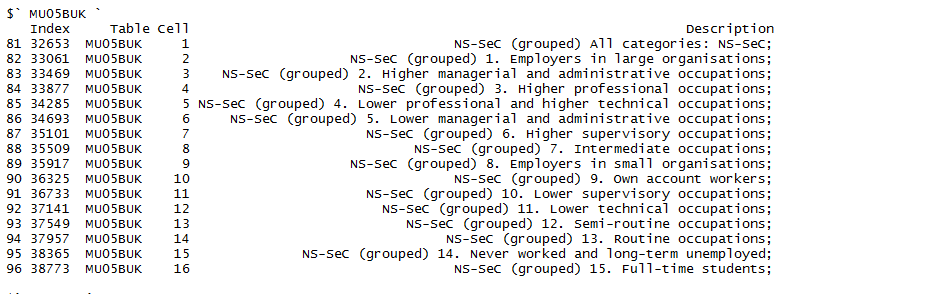 $` MU05BUK `
Index Table Cell Description
81 32653 MU05BUK 1 NS-SeC (grouped) All categories: NS-SeC;
82 33061 MU05BUK 2 NS-SeC (grouped) 1. Employers in large organisations;
83 33469 MU05BUK 3 NS-SeC (grouped) 2. Higher managerial and administrative occupations;
84 33877 MU05BUK 4 NS-SeC (grouped) 3. Higher professional occupations;
85 34285 MU05BUK 5 NS-SeC (grouped) 4. Lower professional and higher technical occupations;
86 34693 MU05BUK 6 NS-SeC (grouped) 5. Lower managerial and administrative occupations;
87 35101 MU05BUK 7 NS-SeC (grouped) 6. Higher supervisory occupations;
88 35509 MU05BUK 8 NS-SeC (grouped) 7. Intermediate occupations;
89 35917 MU05BUK 9 NS-SeC (grouped) 8. Employers in small organisations;
90 36325 MU05BUK 10 NS-SeC (grouped) 9. Own account workers;
91 36733 MU05BUK 11 NS-SeC (grouped) 10. Lower supervisory occupations;
92 37141 MU05BUK 12 NS-SeC (grouped) 11. Lower technical occupations;
93 37549 MU05BUK 13 NS-SeC (grouped) 12. Semi-routine occupations;
94 37957 MU05BUK 14 NS-SeC (grouped) 13. Routine occupations;
95 38365 MU05BUK 15 NS-SeC (grouped) 14. Never worked and long-term unemployed;
96 38773 MU05BUK 16 NS-SeC (grouped) 15. Full-time students;